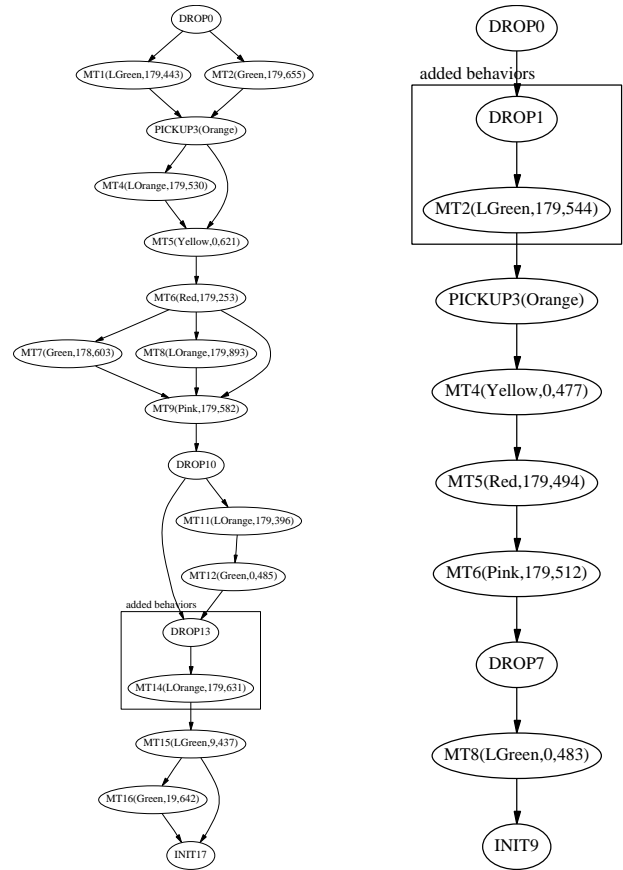 DROP0
MT1(LGreen,179,443)
MT2(Green,179,655)
PICKUP3(Orange)
MT4(LOrange,179,530)
MT5(Yellow,0,621)
MT6(Red,179,253)
MT7(Green,178,603)
MT8(LOrange,179,893)
MT9(Pink,179,582)
DROP10
MT11(LOrange,179,396)
MT12(Green,0,485)
added behaviors
DROP13
MT14(LOrange,179,631)
MT15(LGreen,9,437)
MT16(Green,19,642)
INIT17
DROP0
added behaviors
DROP1
MT2(LGreen,179,544)
PICKUP3(Orange)
MT4(Yellow,0,477)
MT5(Red,179,494)
MT6(Pink,179,512)
DROP7
MT8(LGreen,0,483)
INIT9